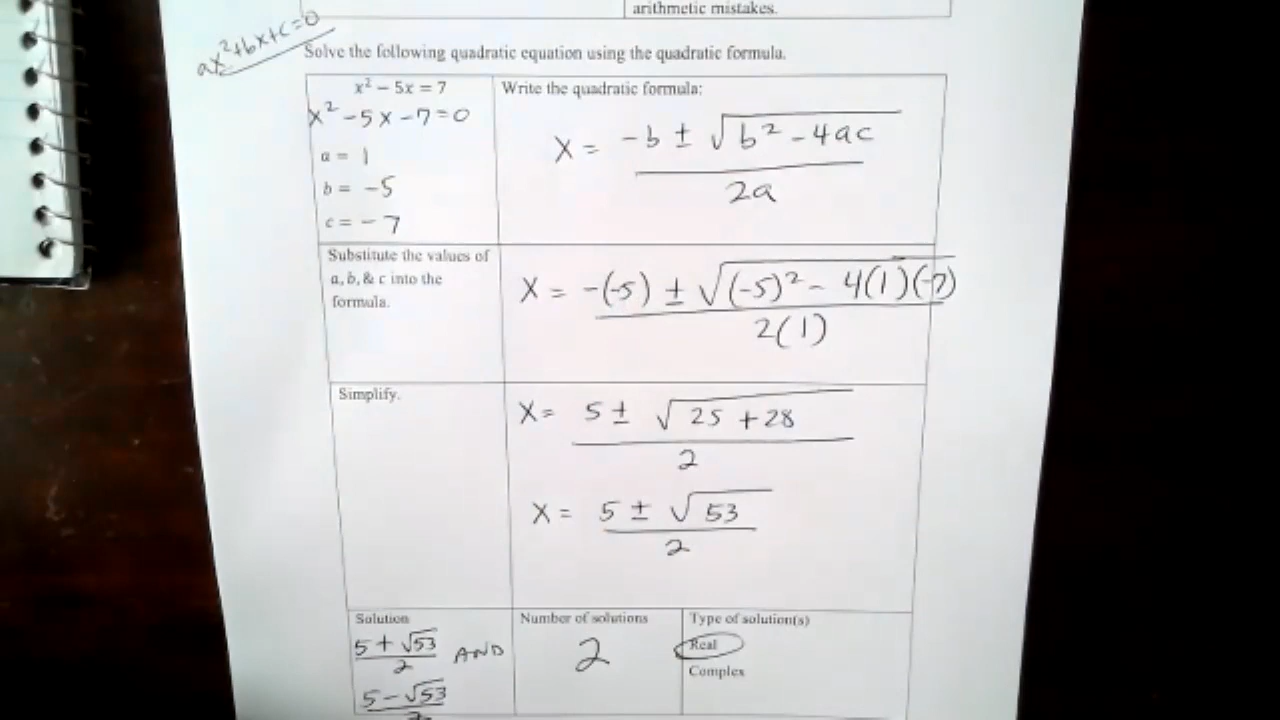 arithmetic mistakes.
ax²+bx+c=0
Solve the following quadratic equation using the quadratic formula.
x² − 5x = 7
x² -5x -7=0
a = 1
b = -5
c = -7
Write the quadratic formula:
X = (-b ± √(b² - 4ac)) / 2a
Substitute the values of
a, b, & c into the
formula.
X = (-(-5) ± √((-5)² - 4(1)(-7))) / 2(1)
Simplify.
X = (5 ± √(25 + 28)) / 2
X = (5 ± √53) / 2
Solution
(5 + √53) / 2 AND
(5 - √53) / 2
Number of solutions
2
Type of solution(s)
Real
Complex